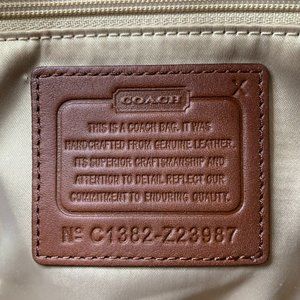 COACH
X
THIS IS A COACH BAG. IT WAS
HANDCRAFTED FROM GENUINE LEATHER.
ITS SUPERIOR CRAFTSMANSHIP AND
ATTENTION TO DETAIL REFLECT OUR
COMMITMENT TO ENDURING QUALITY.
Nº C1382-Z23987